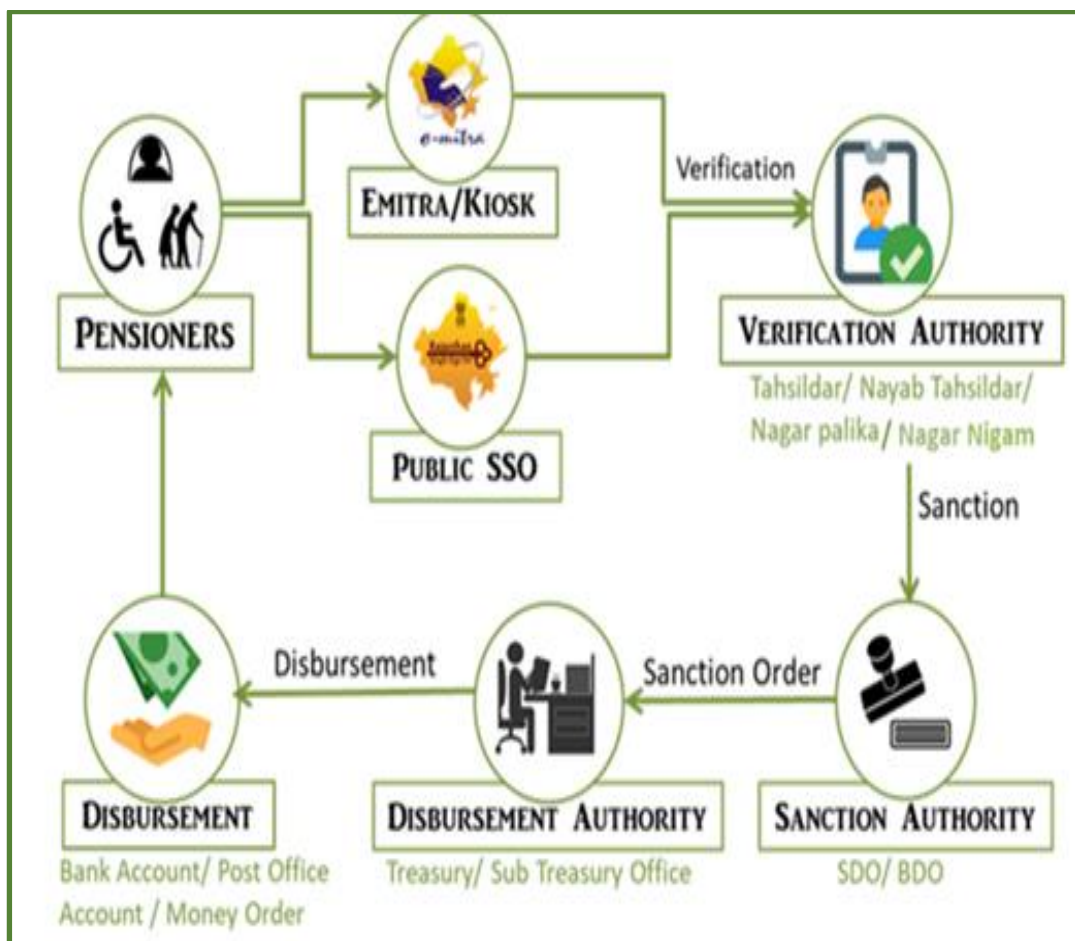 e-mitra
EMITRA/KIOSK
Verification
PENSIONERS
VERIFICATION AUTHORITY
Tahsildar/ Nayab Tahsildar/
Nagar palika/ Nagar Nigam
PUBLIC SSO
Sanction
Disbursement
Sanction Order
DISBURSEMENT
Bank Account/ Post Office
Account / Money Order
DISBURSEMENT AUTHORITY
Treasury/ Sub Treasury Office
SANCTION AUTHORITY
SDO/ BDO